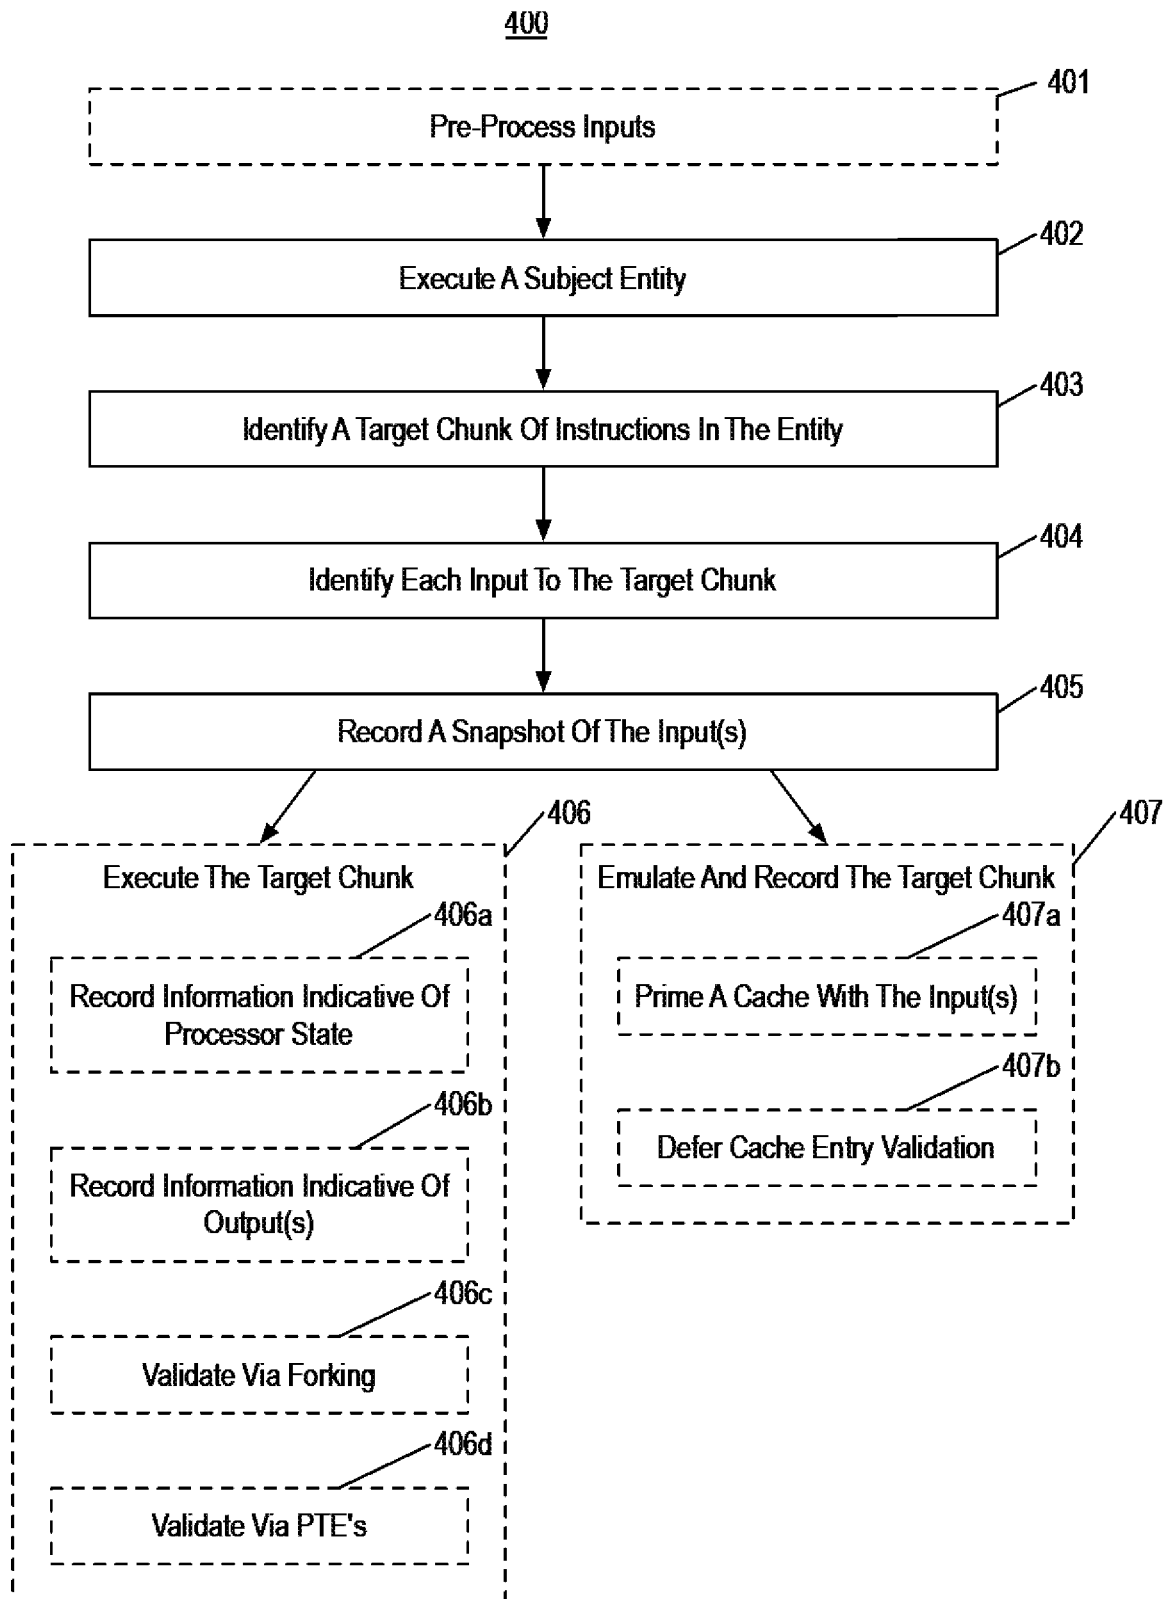 400
401
Pre-Process Inputs
402
Execute A Subject Entity
403
Identify A Target Chunk Of Instructions In The Entity
404
Identify Each Input To The Target Chunk
405
Record A Snapshot Of The Input(s)
406
Execute The Target Chunk
406a
Record Information Indicative Of
Processor State
406b
Record Information Indicative Of
Output(s)
406c
Validate Via Forking
406d
Validate Via PTE's
407
Emulate And Record The Target Chunk
407a
Prime A Cache With The Input(s)
407b
Defer Cache Entry Validation